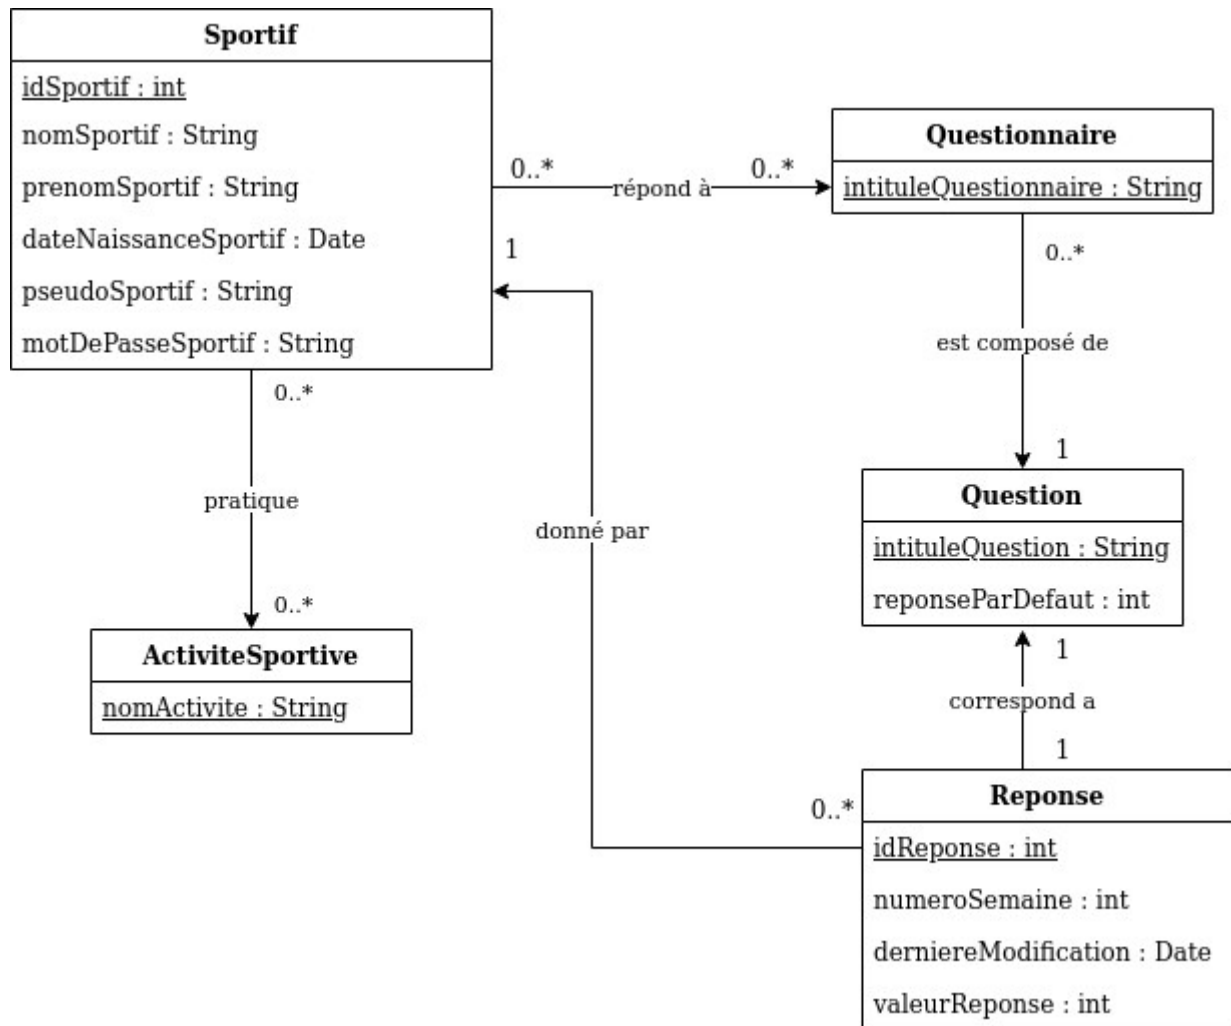 Sportif
idSportif : int
nomSportif : String
prenomSportif : String
dateNaissanceSportif : Date
pseudoSportif : String
motDePasseSportif : String
0..*
répond à
0..*
Questionnaire
intituleQuestionnaire : String
1
0..*
est composé de
1
0..*
pratique
0..*
donné par
Question
intituleQuestion : String
reponseParDefaut : int
ActiviteSportive
nomActivite : String
1
correspond a
1
0..*
Reponse
idReponse : int
numeroSemaine : int
derniereModification : Date
valeurReponse : int